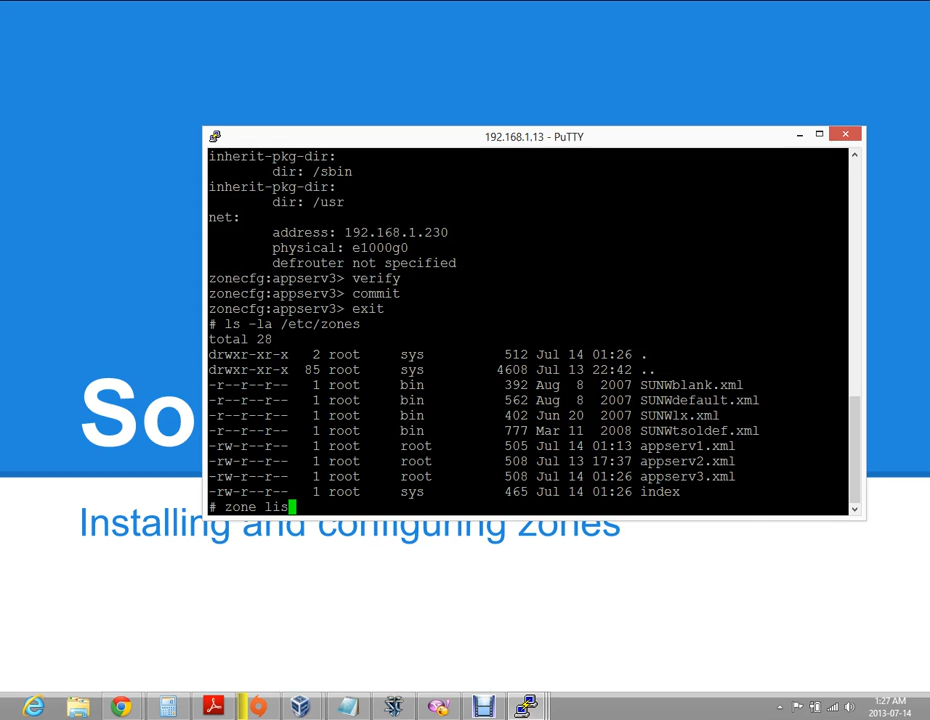 192.168.1.13 - PuTTY
inherit-pkg-dir:
dir: /sbin
inherit-pkg-dir:
dir: /usr
net:
address: 192.168.1.230
physical: e1000g0
defrouter not specified
zonecfg:appserv3> verify
zonecfg:appserv3> commit
zonecfg:appserv3> exit
# ls -la /etc/zones
total 28
drwxr-xr-x 2 root sys 512 Jul 14 01:26 .
drwxr-xr-x 85 root sys 4608 Jul 13 22:42 ..
-r--r--r-- 1 root bin 392 Aug 8 2007 SUNWblank.xml
-r--r--r-- 1 root bin 562 Aug 8 2007 SUNWdefault.xml
-r--r--r-- 1 root bin 402 Jun 20 2007 SUNWlx.xml
-r--r--r-- 1 root bin 777 Mar 11 2008 SUNWtsoldef.xml
-rw-r--r-- 1 root root 505 Jul 14 01:13 appserv1.xml
-rw-r--r-- 1 root root 508 Jul 13 17:37 appserv2.xml
-rw-r--r-- 1 root root 508 Jul 14 01:26 appserv3.xml
-rw-r--r-- 1 root sys 465 Jul 14 01:26 index
# zone lis
So
Installing and configuring zones
1:27 AM
2013-07-14